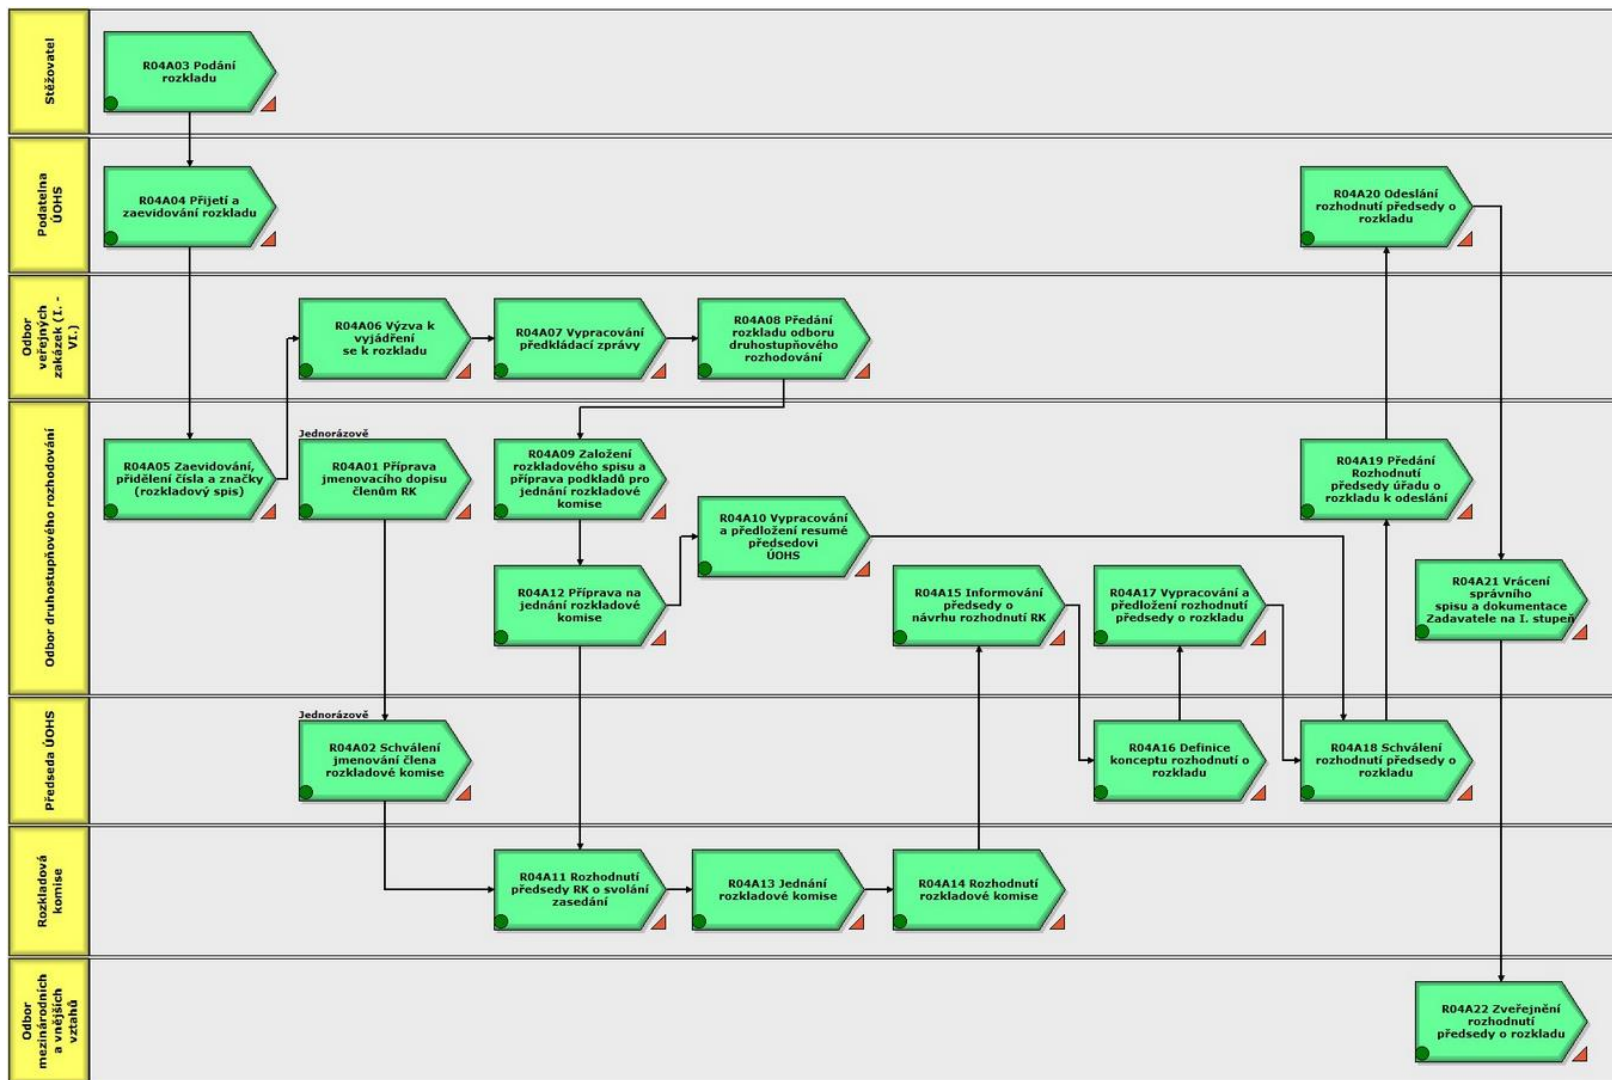 Stěžovatel
R04A03 Podání
rozkladu
Podatelna
ÚOHS
R04A04 Přijetí a
zaevidování rozkladu
R04A20 Odeslání
rozhodnutí předsedy o
rozkladu
Odbor
veřejných
zakázek (I. -
VI.)
R04A06 Výzva k
vyjádření
se k rozkladu
R04A07 Vypracování
předkládací zprávy
R04A08 Předání
rozkladu odboru
druhostupňového
rozhodování
Odbor druhostupňového rozhodování
R04A05 Zaevidování,
přidělení čísla a značky
(rozkladový spis)
Jednorázově
R04A01 Příprava
jmenovacího dopisu
členům RK
R04A09 Založení
rozkladového spisu a
příprava podkladů pro
jednání rozkladové
komise
R04A10 Vypracování
a předložení resumé
předsedovi
ÚOHS
R04A12 Příprava na
jednání rozkladové
komise
R04A15 Informování
předsedy o
návrhu rozhodnutí RK
R04A17 Vypracování a
předložení rozhodnutí
předsedy o rozkladu
R04A19 Předání
Rozhodnutí
předsedy úřadu o
rozkladu k odeslání
R04A21 Vrácení
správního
spisu a dokumentace
Zadavatele na I. stupeň
Předseda ÚOHS
Jednorázově
R04A02 Schválení
jmenování člena
rozkladové komise
R04A16 Definice
konceptu rozhodnutí o
rozkladu
R04A18 Schválení
rozhodnutí předsedy o
rozkladu
Rozkladová
komise
R04A11 Rozhodnutí
předsedy RK o svolání
zasedání
R04A13 Jednání
rozkladové komise
R04A14 Rozhodnutí
rozkladové komise
Odbor
mezinárodních
a vnějších
vztahů
R04A22 Zveřejnění
rozhodnutí
předsedy o rozkladu